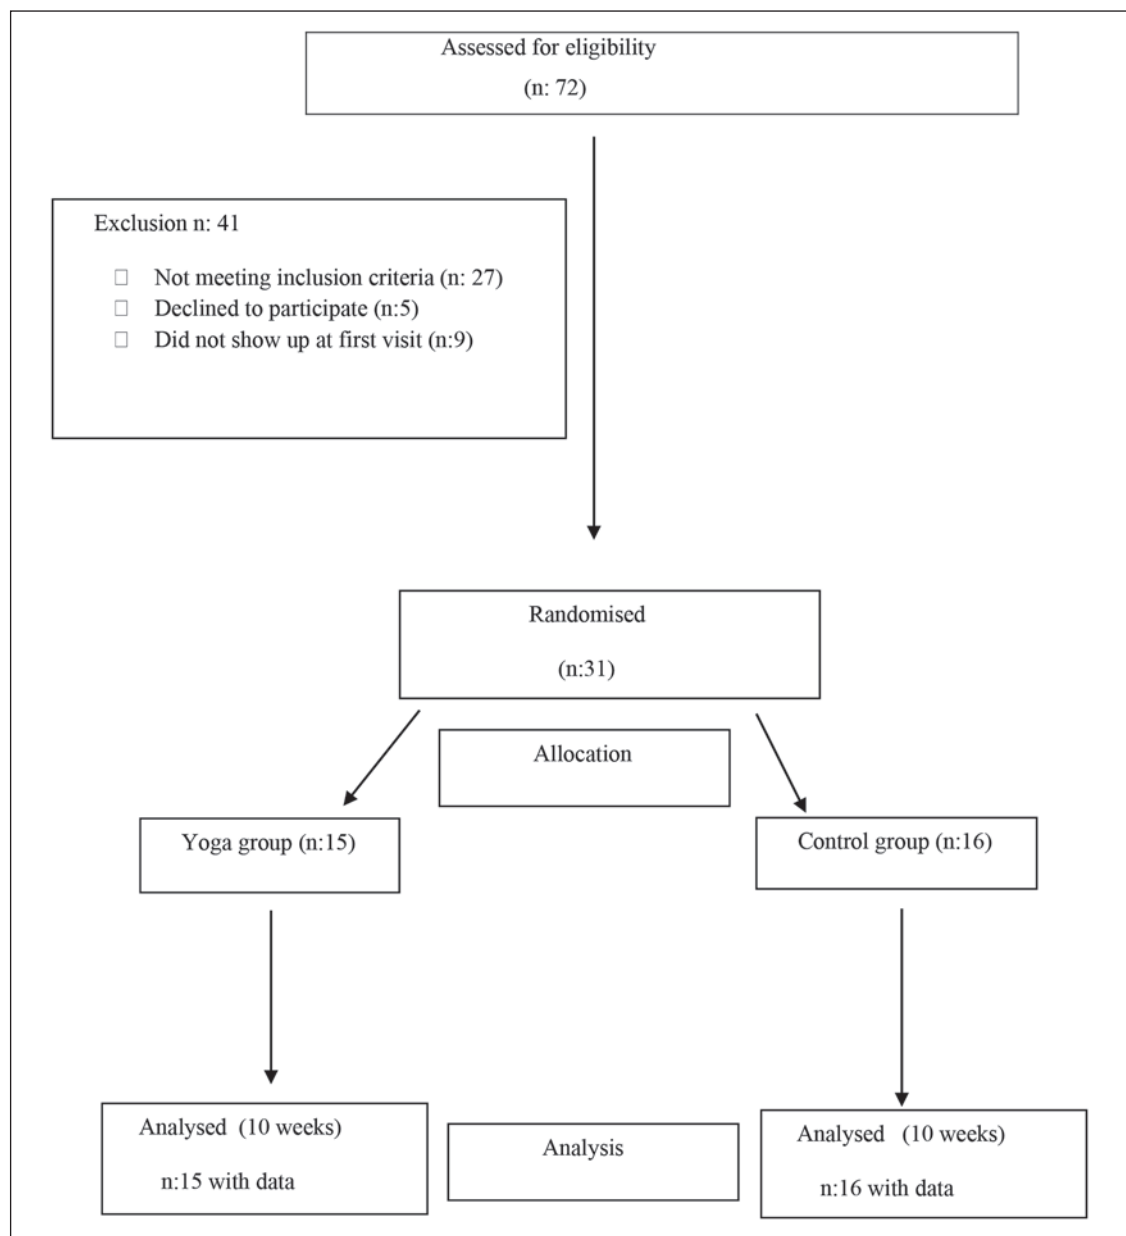 Assessed for eligibility
(n: 72)
Exclusion n: 41
Not meeting inclusion criteria (n: 27)
Declined to participate (n:5)
Did not show up at first visit (n:9)
Randomised
(n:31)
Allocation
Yoga group (n:15)
Control group (n:16)
Analysed (10 weeks)
n:15 with data
Analysis
Analysed (10 weeks)
n:16 with data